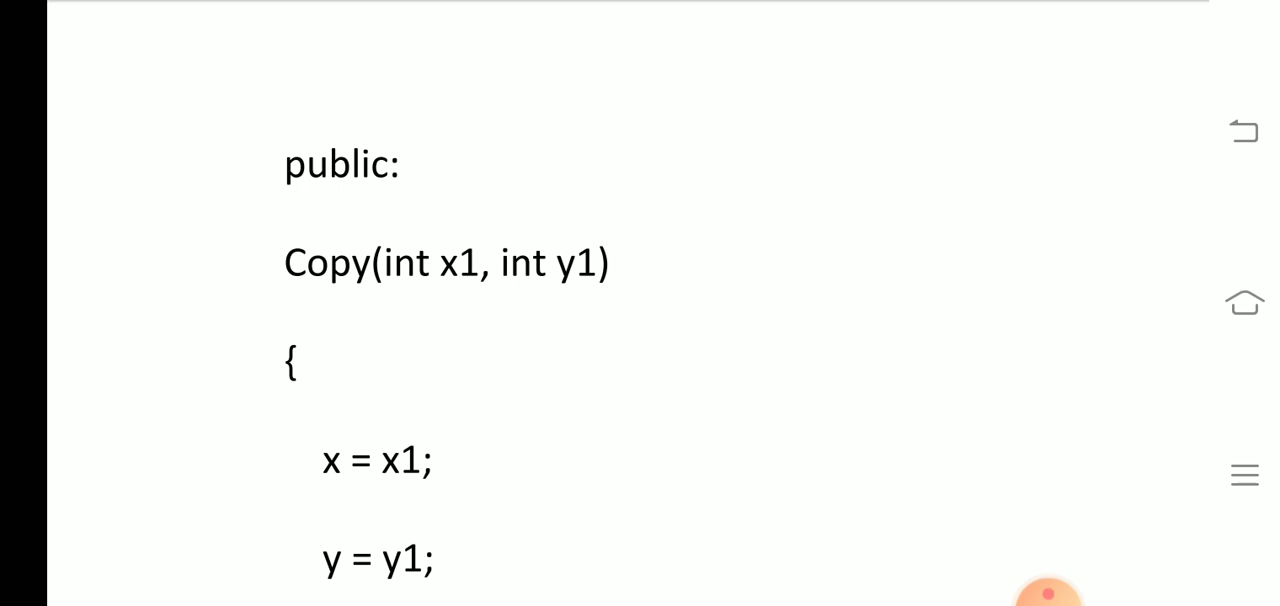 public:
Copy(int x1, int y1)
{
x = x1;
y = y1;